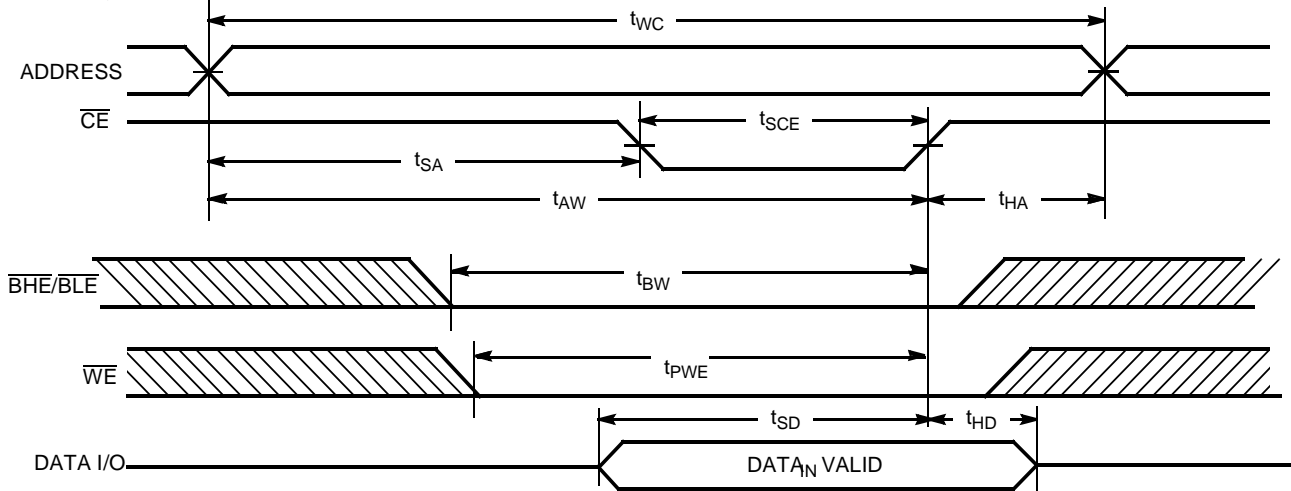 tWC
ADDRESS
CE
tSCE
tSA
tAW
tHA
BHE/BLE
tBW
WE
tPWE
tSD
tHD
DATA I/O
DATAIN VALID